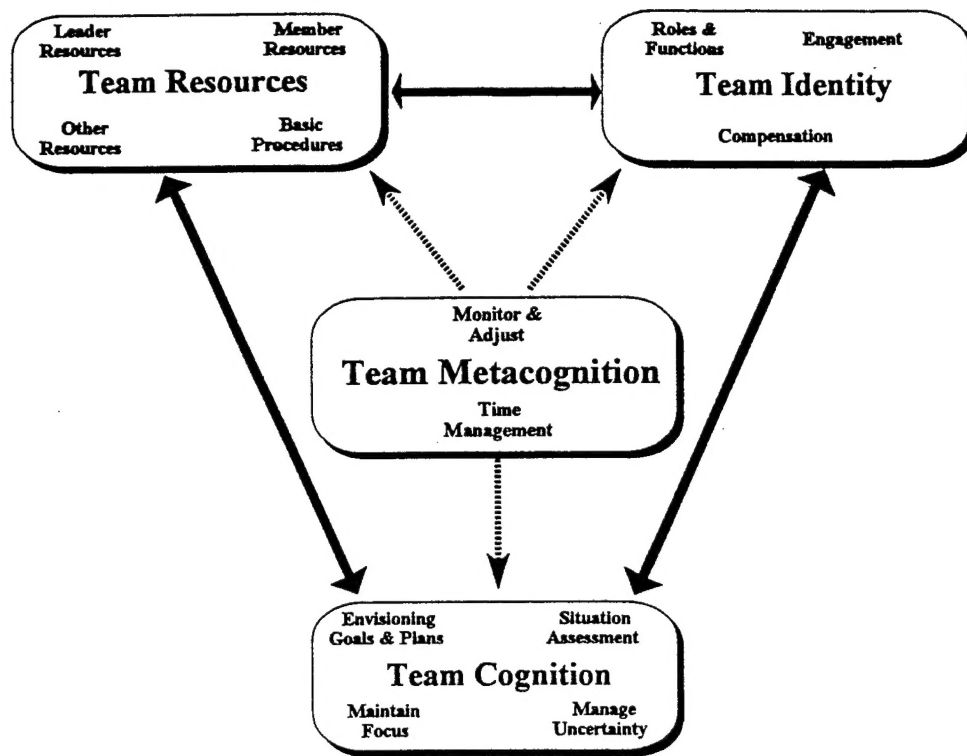 Leader
Resources
Member
Resources
Team Resources
Other
Resources
Basic
Procedures
Roles &
Functions
Engagement
Team Identity
Compensation
Monitor &
Adjust
Team Metacognition
Time
Management
Envisioning
Goals & Plans
Situation
Assessment
Team Cognition
Maintain
Focus
Manage
Uncertainty